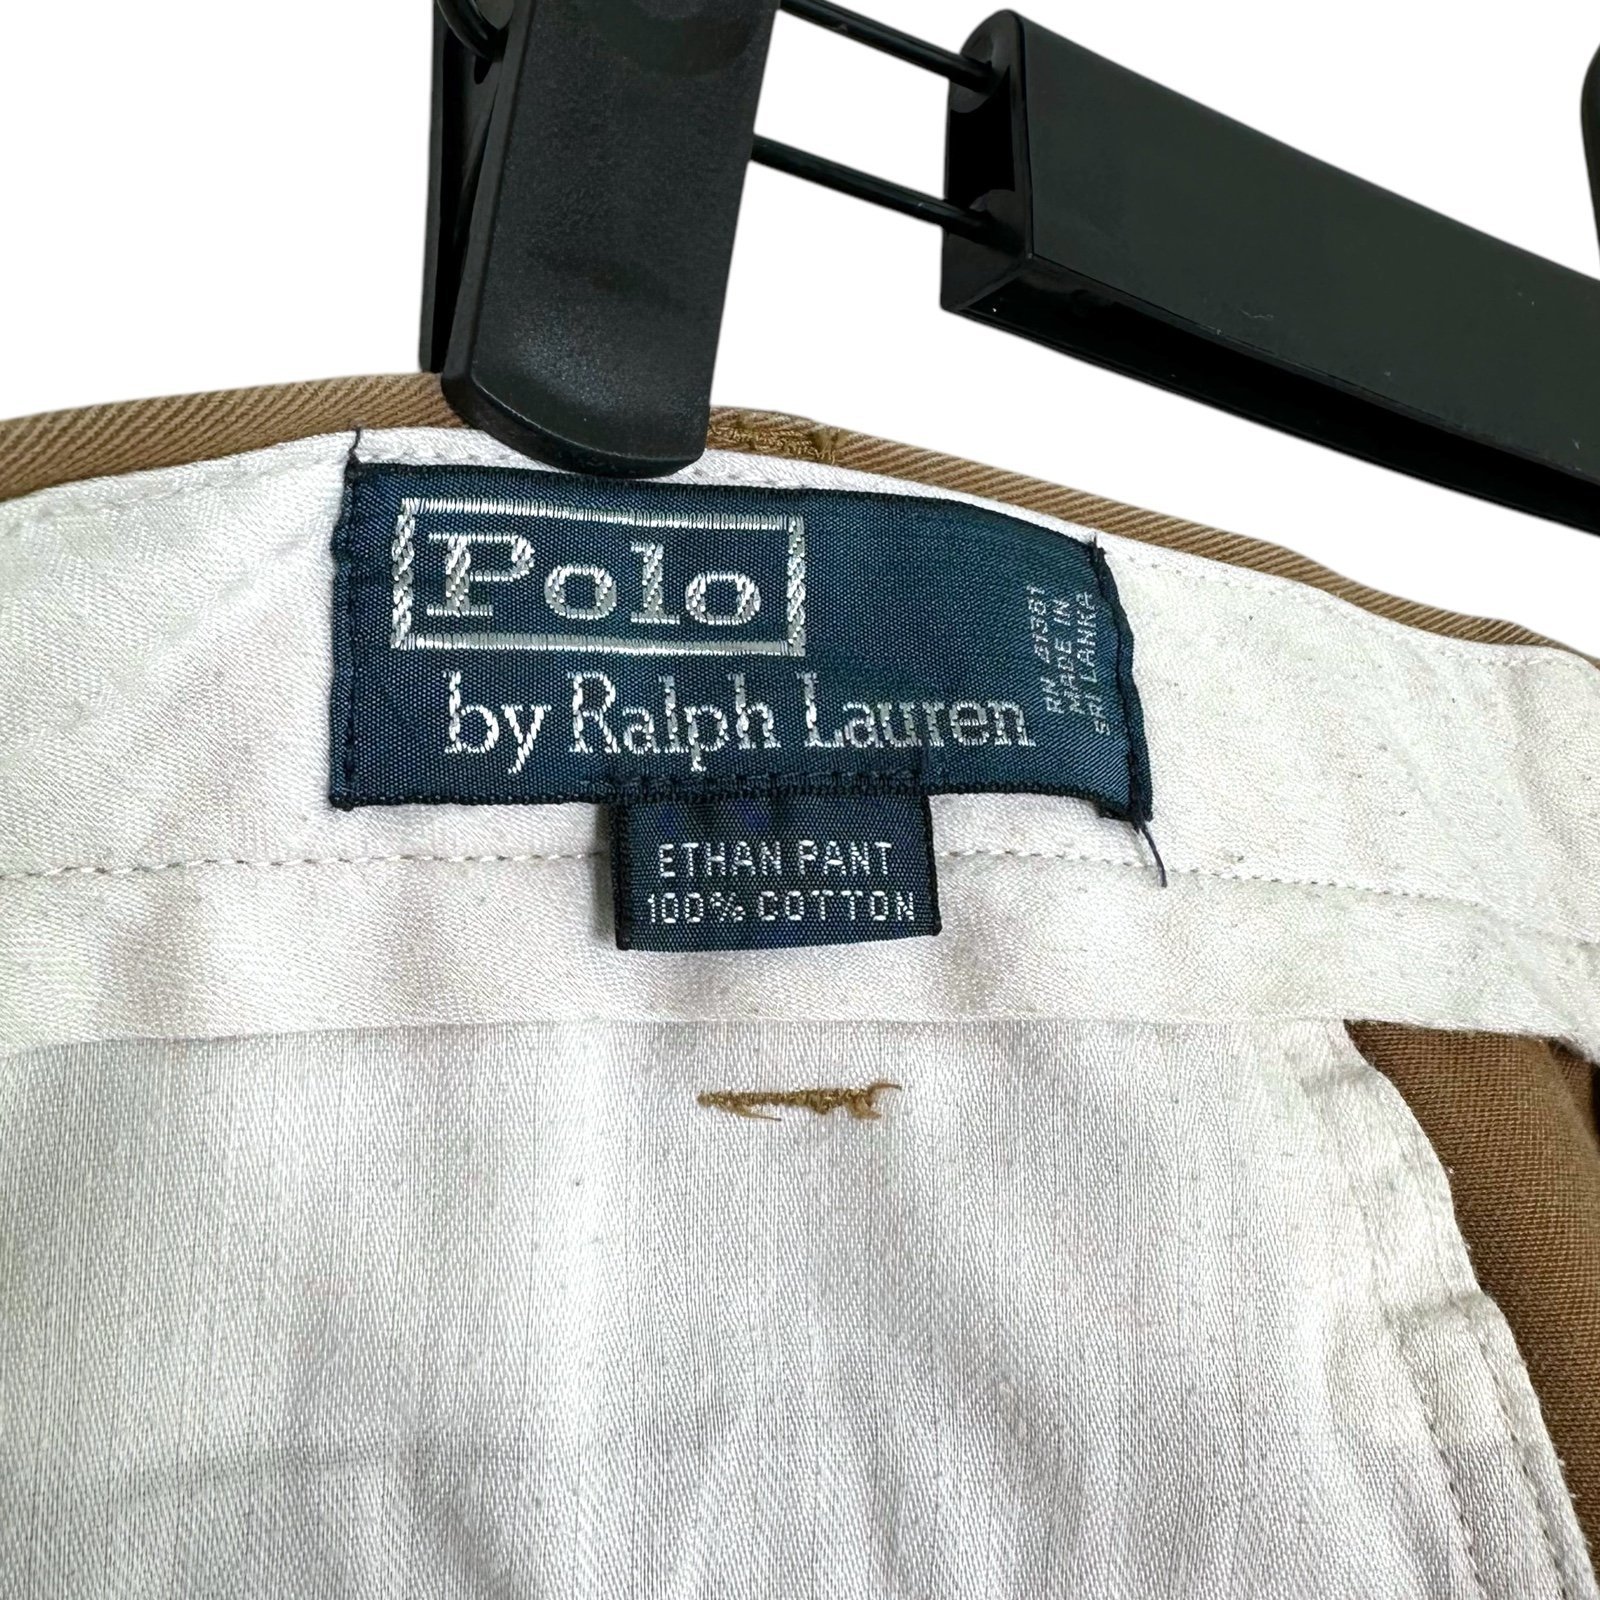 Polo
by Ralph Lauren
RN 41381
MADE IN
SRI LANKA
ETHAN PANT
100% COTTON